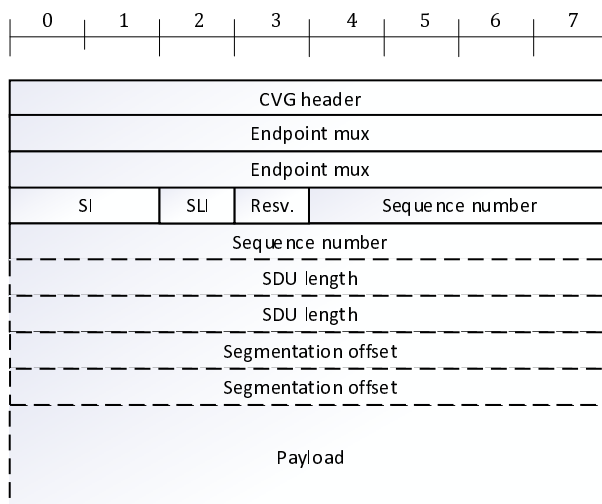 0 1 2 3 4 5 6 7
CVG header
Endpoint mux
Endpoint mux
SI SLI Resv. Sequence number
Sequence number
SDU length
SDU length
Segmentation offset
Segmentation offset
Payload